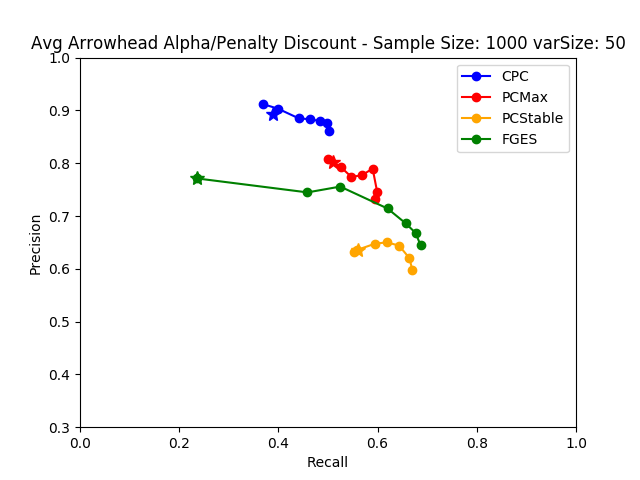 Avg Arrowhead Alpha/Penalty Discount - Sample Size: 1000 varSize: 50
1.0
0.9
0.8
0.7
0.6
0.5
0.4
0.3
Precision
CPC
PCMax
PCStable
FGES
0.0 0.2 0.4 0.6 0.8 1.0
Recall